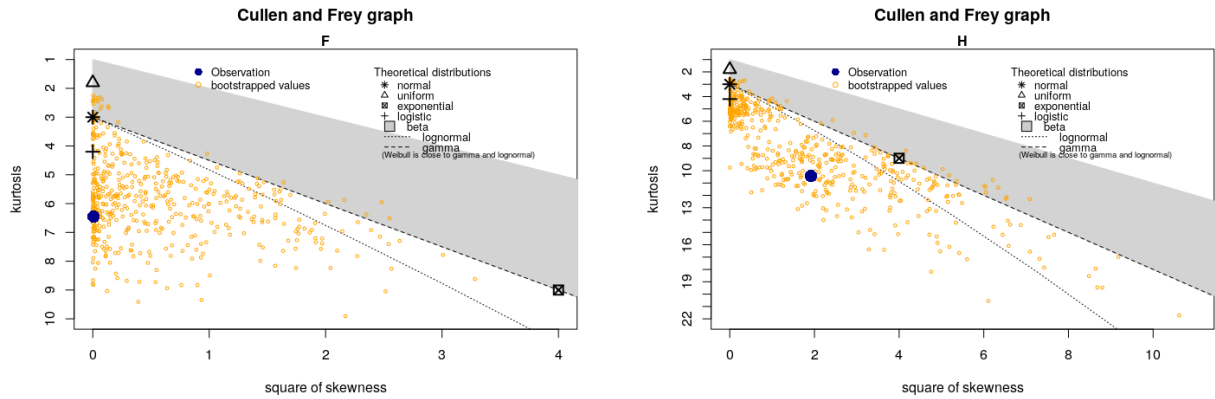 Cullen and Frey graph
F
Observation
bootstrapped values
Theoretical distributions
normal
uniform
exponential
logistic
beta
lognormal
gamma
(Weibull is close to gamma and lognormal)
kurtosis
1
2
3
4
5
6
7
8
9
10
0 1 2 3 4
square of skewness
Cullen and Frey graph
H
Observation
bootstrapped values
Theoretical distributions
normal
uniform
exponential
logistic
beta
lognormal
gamma
(Weibull is close to gamma and lognormal)
kurtosis
2
4
6
8
10
13
16
19
22
0 2 4 6 8 10
square of skewness